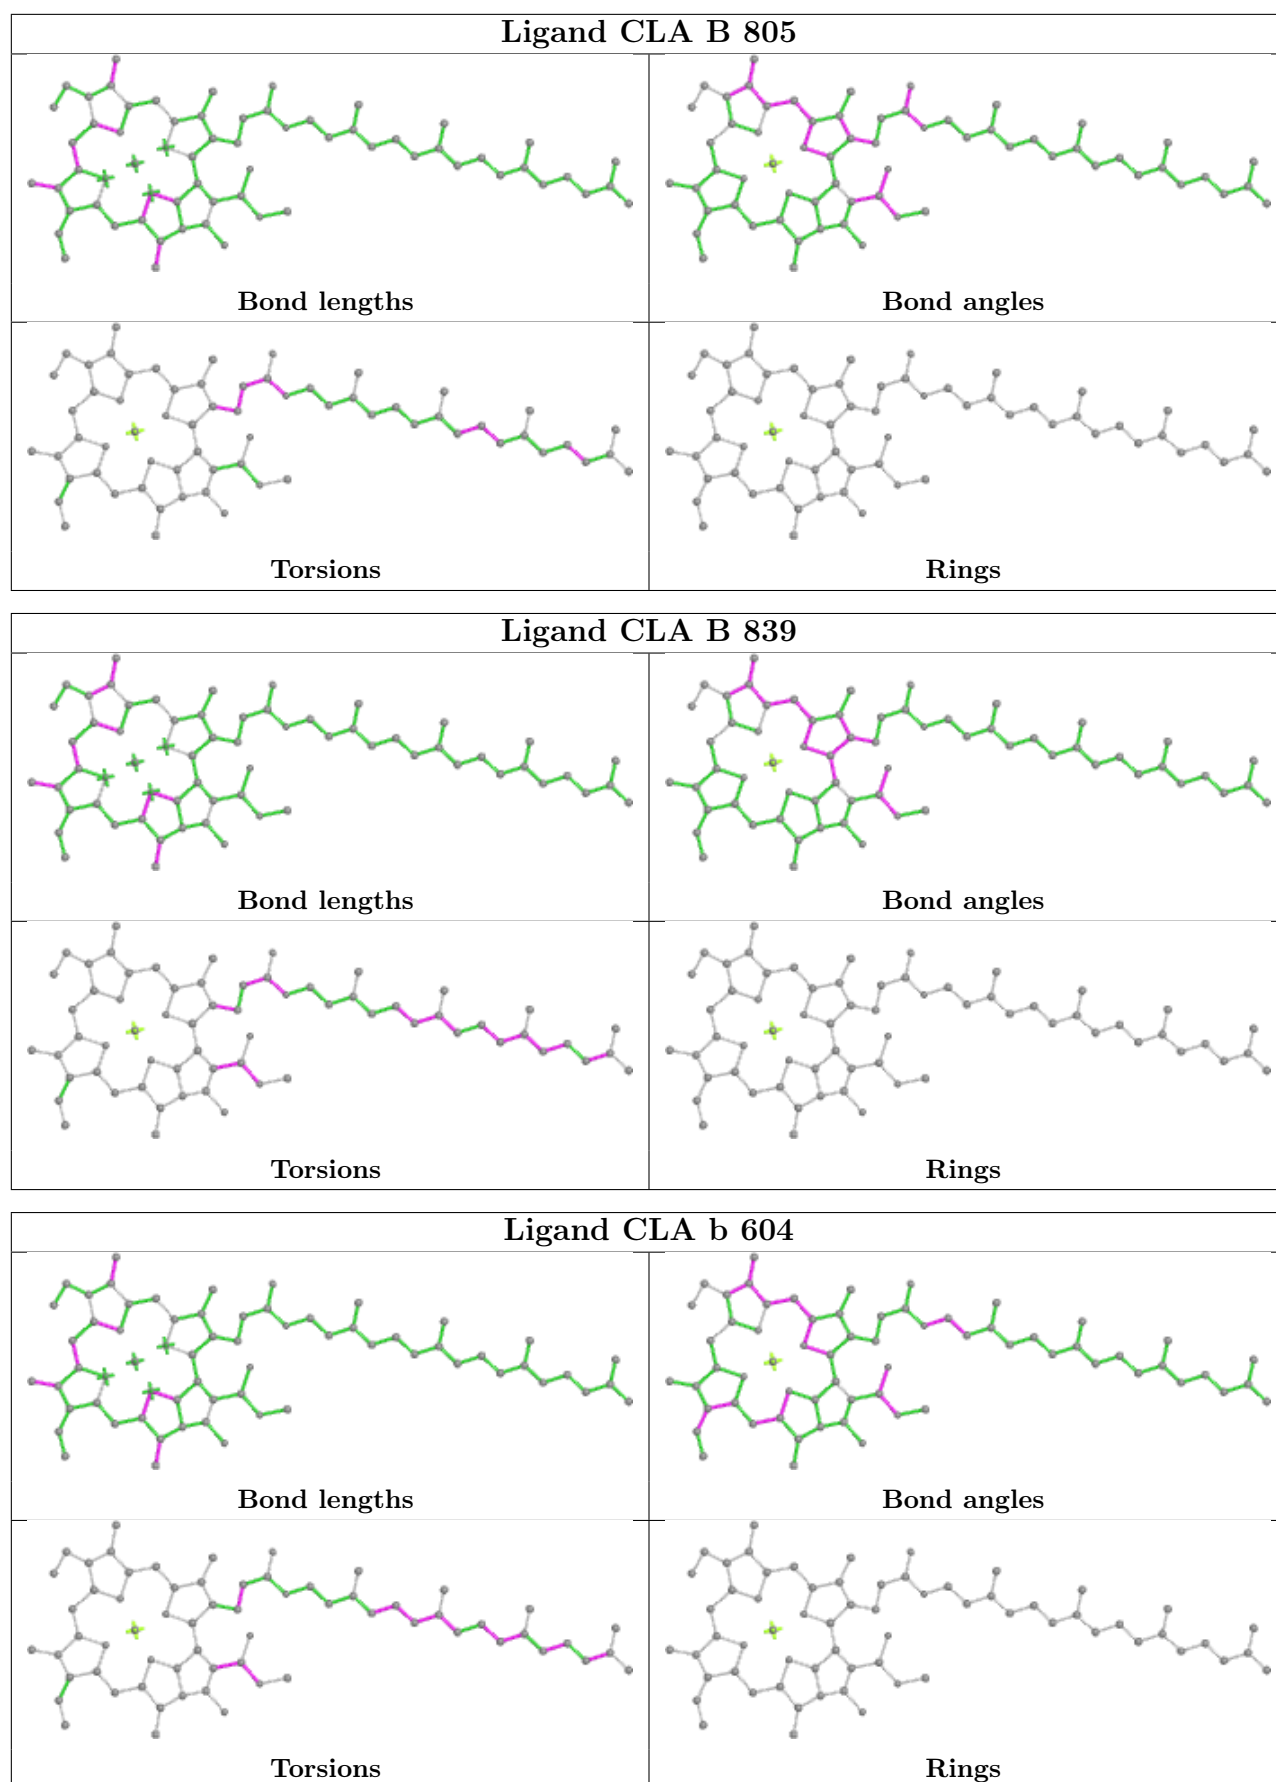 Ligand CLA B 805
Bond lengths
Bond angles
Torsions
Rings
Ligand CLA B 839
Bond lengths
Bond angles
Torsions
Rings
Ligand CLA b 604
Bond lengths
Bond angles
Torsions
Rings